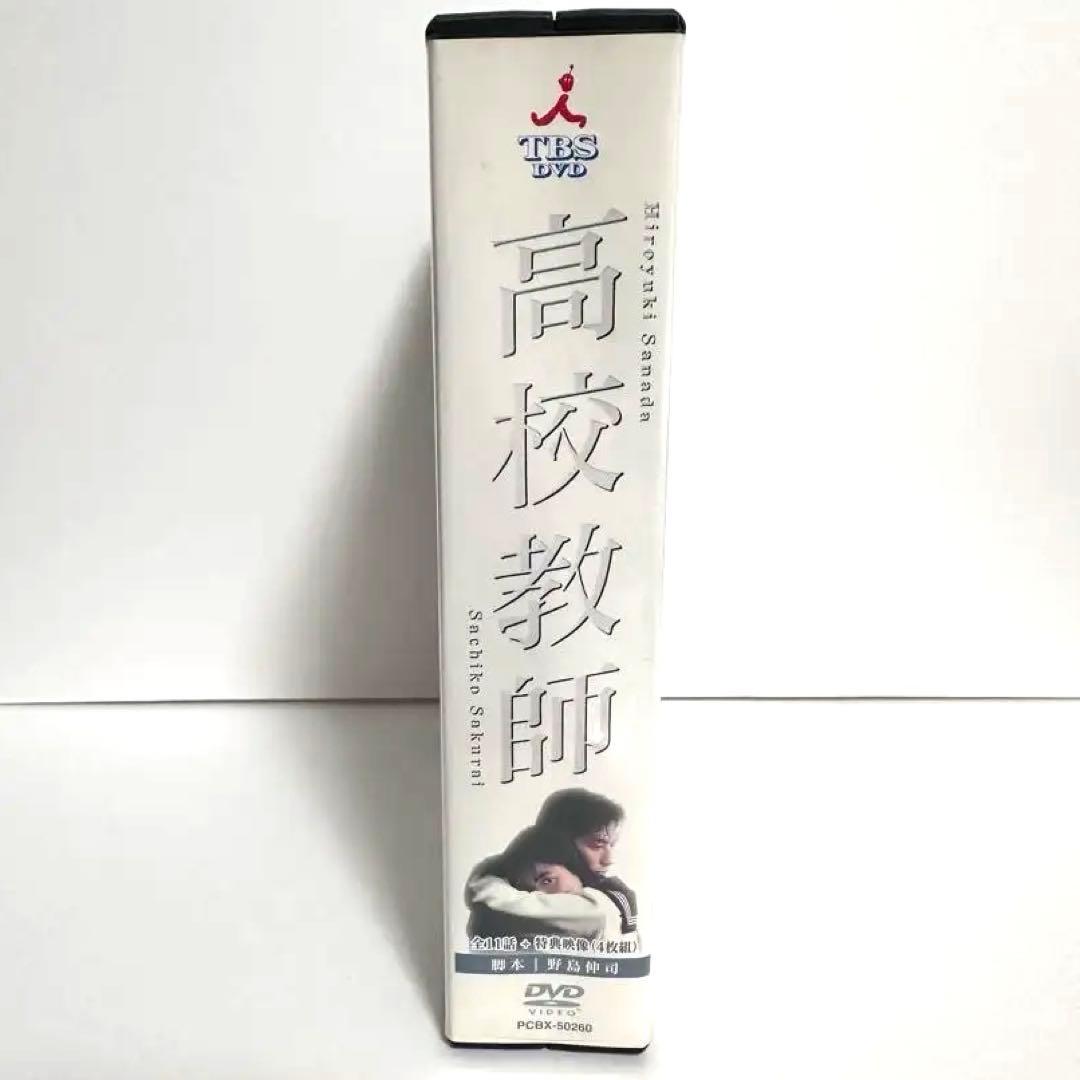 TBS
DVD
高校教師
Hiroyuki Sanada
Sachiko Sakurai
全11話+特典映像(4枚組)
脚本|野島伸司
DVD
VIDEO
PCBX-50260